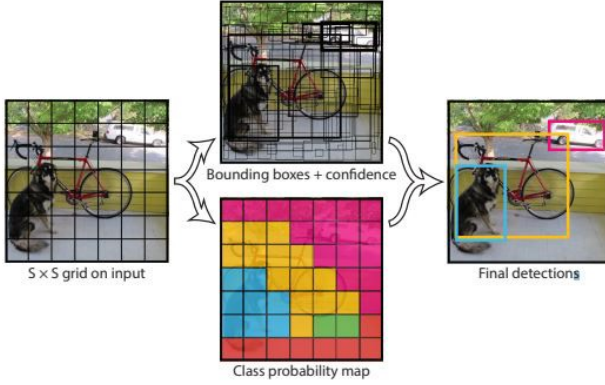 Bounding boxes + confidence
S × S grid on input
Final detections
Class probability map